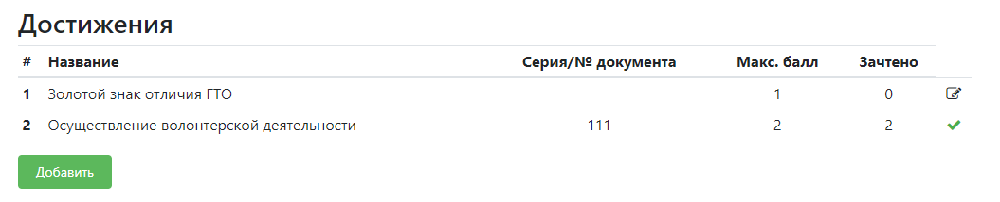 Достижения
# Название Серия/№ документа Макс. балл Зачтено
1 Золотой знак отличия ГТО 1 0
2 Осуществление волонтерской деятельности 111 2 2
Добавить